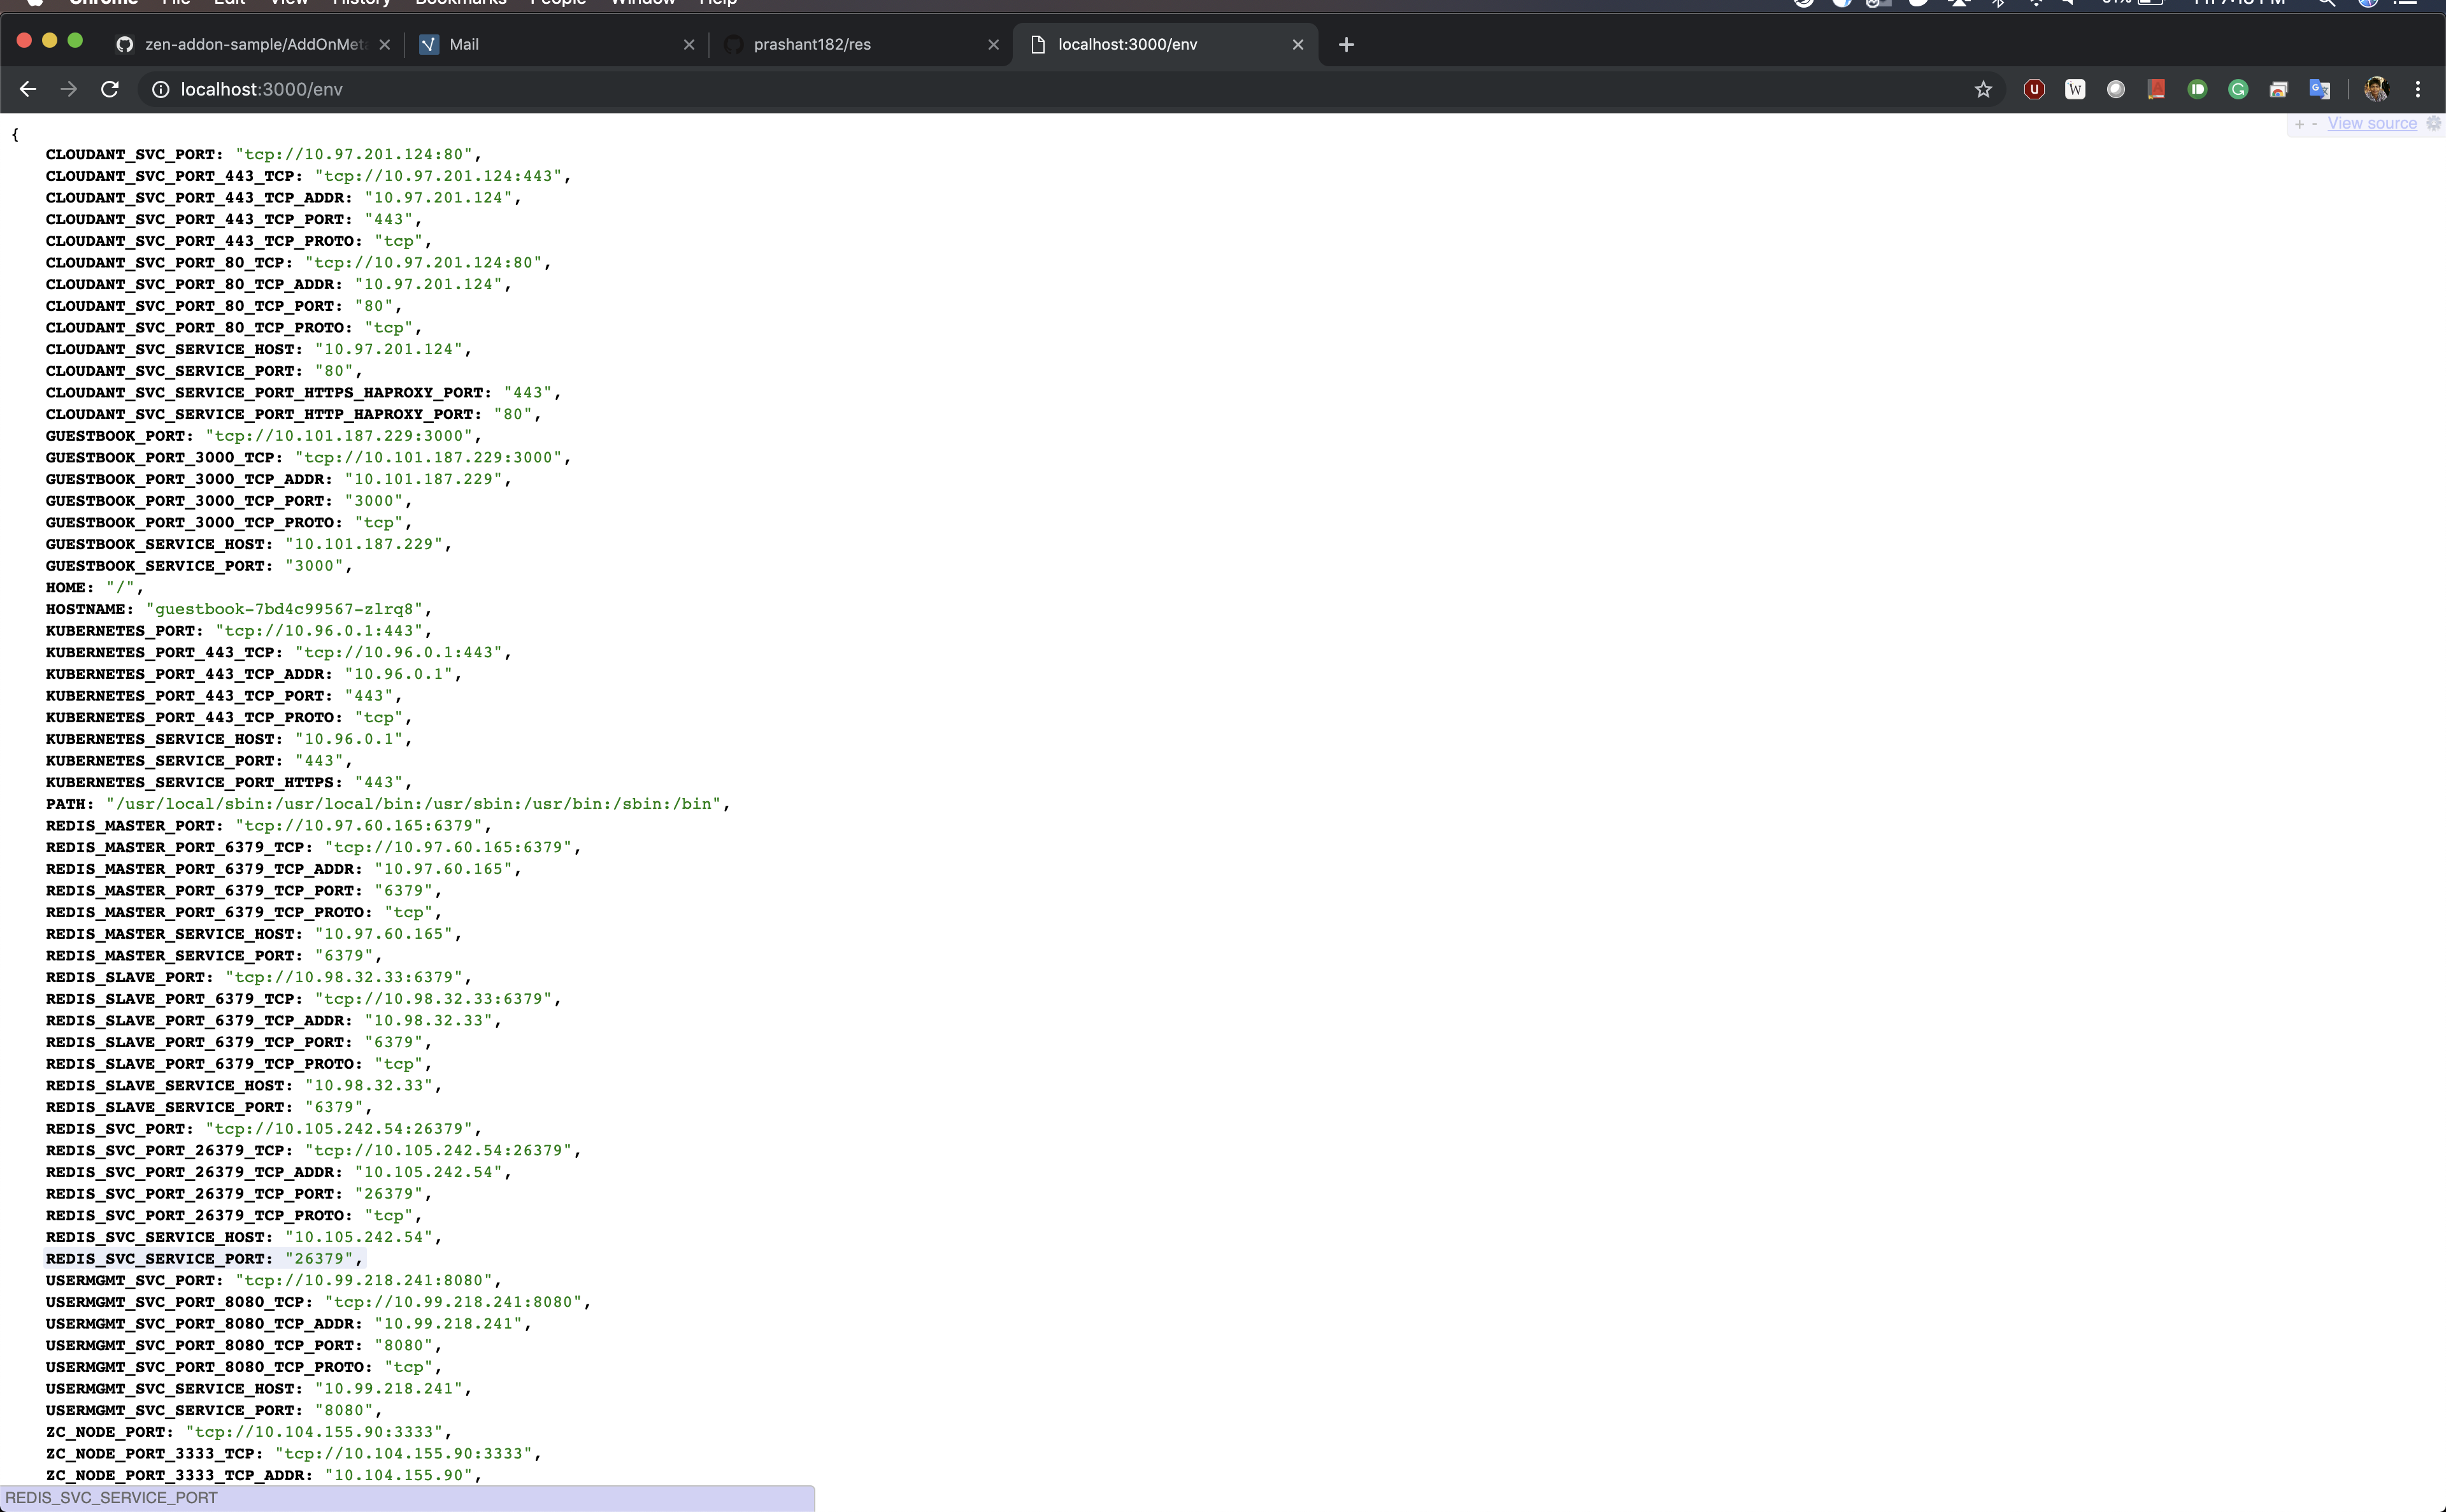 Chrome File Edit View History Bookmarks People Window Help
zen-addon-sample/AddOnMeta
Mail
prashant182/res
localhost:3000/env
localhost:3000/env
+ - View source
{
CLOUDANT_SVC_PORT: "tcp://10.97.201.124:80",
CLOUDANT_SVC_PORT_443_TCP: "tcp://10.97.201.124:443",
CLOUDANT_SVC_PORT_443_TCP_ADDR: "10.97.201.124",
CLOUDANT_SVC_PORT_443_TCP_PORT: "443",
CLOUDANT_SVC_PORT_443_TCP_PROTO: "tcp",
CLOUDANT_SVC_PORT_80_TCP: "tcp://10.97.201.124:80",
CLOUDANT_SVC_PORT_80_TCP_ADDR: "10.97.201.124",
CLOUDANT_SVC_PORT_80_TCP_PORT: "80",
CLOUDANT_SVC_PORT_80_TCP_PROTO: "tcp",
CLOUDANT_SVC_SERVICE_HOST: "10.97.201.124",
CLOUDANT_SVC_SERVICE_PORT: "80",
CLOUDANT_SVC_SERVICE_PORT_HTTPS_HAPROXY_PORT: "443",
CLOUDANT_SVC_SERVICE_PORT_HTTP_HAPROXY_PORT: "80",
GUESTBOOK_PORT: "tcp://10.101.187.229:3000",
GUESTBOOK_PORT_3000_TCP: "tcp://10.101.187.229:3000",
GUESTBOOK_PORT_3000_TCP_ADDR: "10.101.187.229",
GUESTBOOK_PORT_3000_TCP_PORT: "3000",
GUESTBOOK_PORT_3000_TCP_PROTO: "tcp",
GUESTBOOK_SERVICE_HOST: "10.101.187.229",
GUESTBOOK_SERVICE_PORT: "3000",
HOME: "/",
HOSTNAME: "guestbook-7bd4c99567-zlrq8",
KUBERNETES_PORT: "tcp://10.96.0.1:443",
KUBERNETES_PORT_443_TCP: "tcp://10.96.0.1:443",
KUBERNETES_PORT_443_TCP_ADDR: "10.96.0.1",
KUBERNETES_PORT_443_TCP_PORT: "443",
KUBERNETES_PORT_443_TCP_PROTO: "tcp",
KUBERNETES_SERVICE_HOST: "10.96.0.1",
KUBERNETES_SERVICE_PORT: "443",
KUBERNETES_SERVICE_PORT_HTTPS: "443",
PATH: "/usr/local/sbin:/usr/local/bin:/usr/sbin:/usr/bin:/sbin:/bin",
REDIS_MASTER_PORT: "tcp://10.97.60.165:6379",
REDIS_MASTER_PORT_6379_TCP: "tcp://10.97.60.165:6379",
REDIS_MASTER_PORT_6379_TCP_ADDR: "10.97.60.165",
REDIS_MASTER_PORT_6379_TCP_PORT: "6379",
REDIS_MASTER_PORT_6379_TCP_PROTO: "tcp",
REDIS_MASTER_SERVICE_HOST: "10.97.60.165",
REDIS_MASTER_SERVICE_PORT: "6379",
REDIS_SLAVE_PORT: "tcp://10.98.32.33:6379",
REDIS_SLAVE_PORT_6379_TCP: "tcp://10.98.32.33:6379",
REDIS_SLAVE_PORT_6379_TCP_ADDR: "10.98.32.33",
REDIS_SLAVE_PORT_6379_TCP_PORT: "6379",
REDIS_SLAVE_PORT_6379_TCP_PROTO: "tcp",
REDIS_SLAVE_SERVICE_HOST: "10.98.32.33",
REDIS_SLAVE_SERVICE_PORT: "6379",
REDIS_SVC_PORT: "tcp://10.105.242.54:26379",
REDIS_SVC_PORT_26379_TCP: "tcp://10.105.242.54:26379",
REDIS_SVC_PORT_26379_TCP_ADDR: "10.105.242.54",
REDIS_SVC_PORT_26379_TCP_PORT: "26379",
REDIS_SVC_PORT_26379_TCP_PROTO: "tcp",
REDIS_SVC_SERVICE_HOST: "10.105.242.54",
REDIS_SVC_SERVICE_PORT: "26379",
USERMGMT_SVC_PORT: "tcp://10.99.218.241:8080",
USERMGMT_SVC_PORT_8080_TCP: "tcp://10.99.218.241:8080",
USERMGMT_SVC_PORT_8080_TCP_ADDR: "10.99.218.241",
USERMGMT_SVC_PORT_8080_TCP_PORT: "8080",
USERMGMT_SVC_PORT_8080_TCP_PROTO: "tcp",
USERMGMT_SVC_SERVICE_HOST: "10.99.218.241",
USERMGMT_SVC_SERVICE_PORT: "8080",
ZC_NODE_PORT: "tcp://10.104.155.90:3333",
ZC_NODE_PORT_3333_TCP: "tcp://10.104.155.90:3333",
ZC_NODE_PORT_3333_TCP_ADDR: "10.104.155.90",
REDIS_SVC_SERVICE_PORT